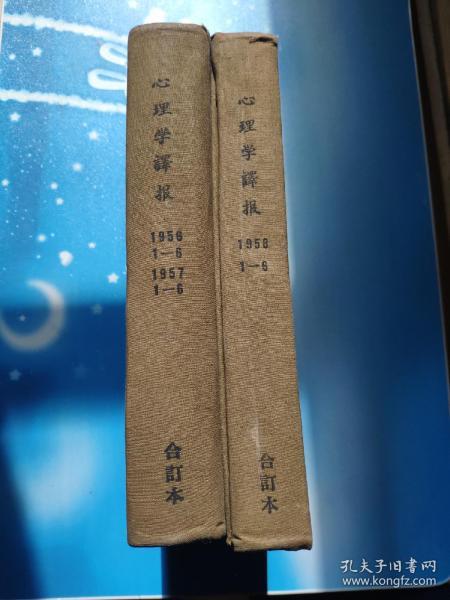 心理学譯报
1956
1—6
1957
1—6
合訂本
心理学譯报
1958
1—6
合訂本
孔夫子旧书网
www.kongfz.com